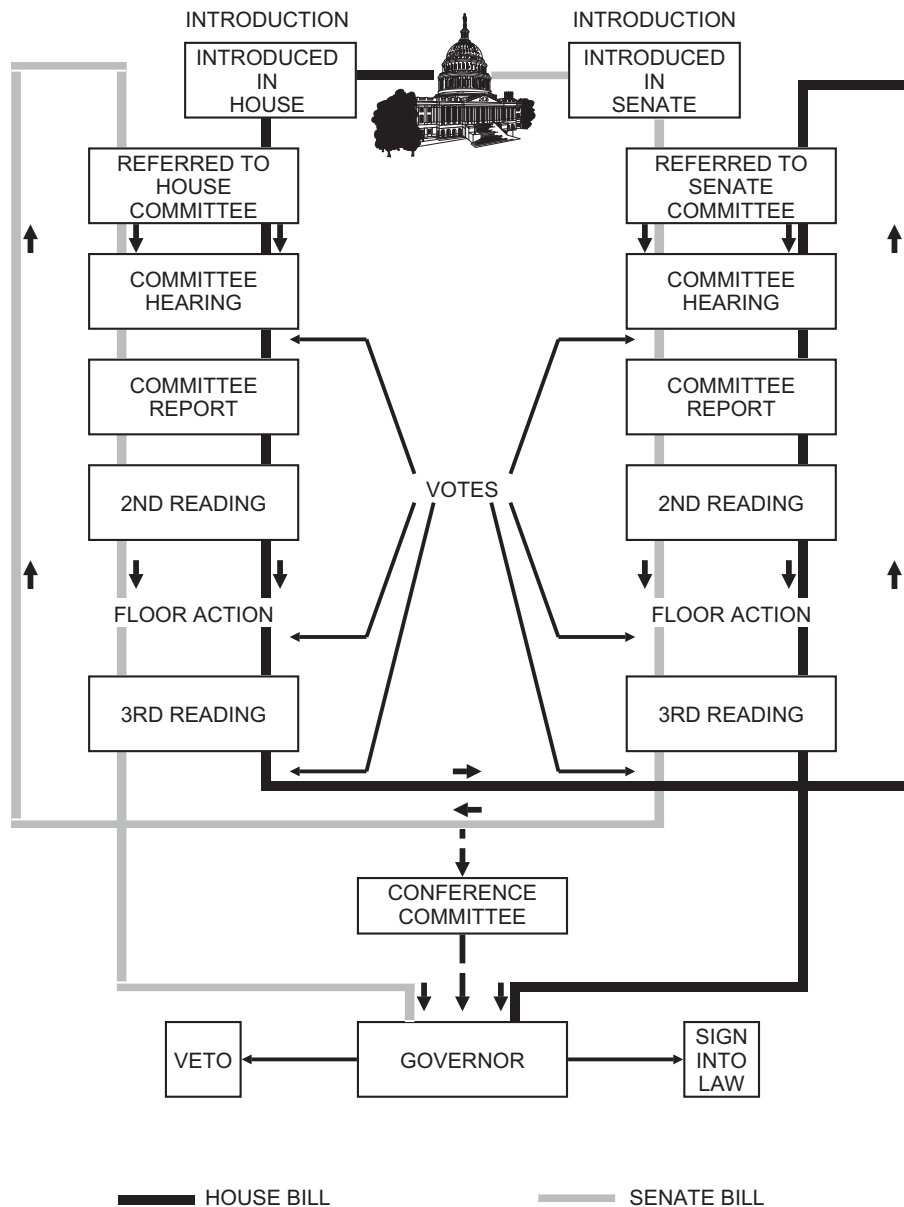 INTRODUCTION
INTRODUCTION
INTRODUCED
IN
HOUSE
INTRODUCED
IN
SENATE
REFERRED TO
HOUSE
COMMITTEE
REFERRED TO
SENATE
COMMITTEE
COMMITTEE
HEARING
COMMITTEE
HEARING
COMMITTEE
REPORT
COMMITTEE
REPORT
2ND READING
VOTES
2ND READING
FLOOR ACTION
FLOOR ACTION
3RD READING
3RD READING
CONFERENCE
COMMITTEE
VETO
GOVERNOR
SIGN
INTO
LAW
HOUSE BILL
SENATE BILL